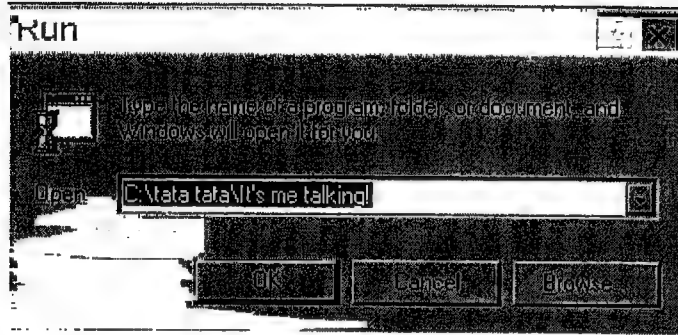 Run
Type the name of a program, folder, or document, and
Windows will open it for you.
Open:
C:\tata tata\It's me talking!
OK
Cancel
Browse...